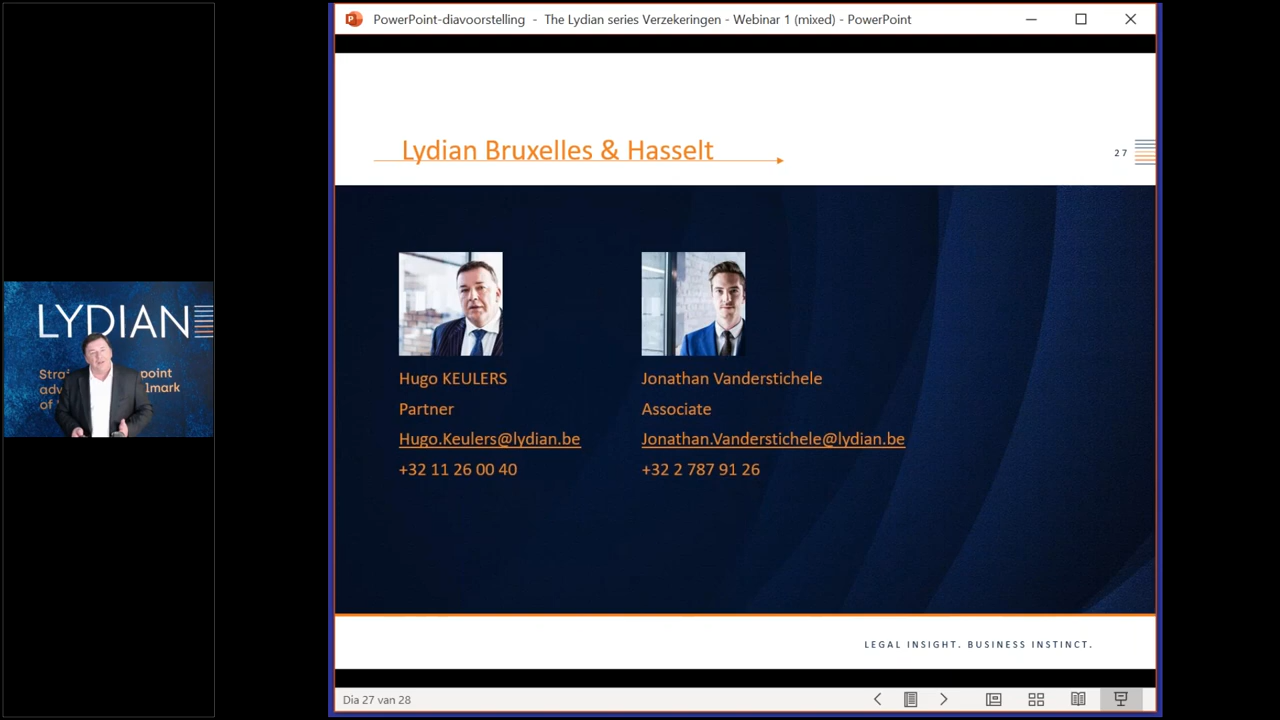 PowerPoint-diavoorstelling - The Lydian series Verzekeringen - Webinar 1 (mixed) - PowerPoint
Lydian Bruxelles & Hasselt
27
LYDIAN
Hugo KEULERS
Partner
Hugo.Keulers@lydian.be
+32 11 26 00 40
Jonathan Vanderstichele
Associate
Jonathan.Vanderstichele@lydian.be
+32 2 787 91 26
LEGAL INSIGHT. BUSINESS INSTINCT.
Dia 27 van 28